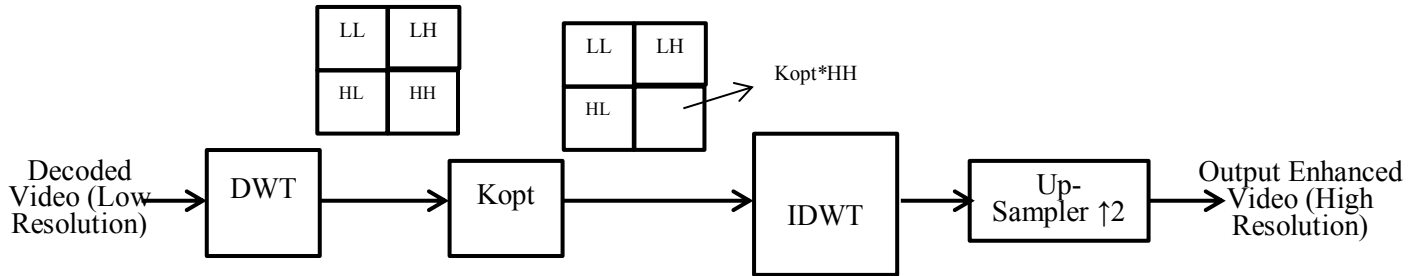 LL LH
HL HH
LL LH
HL
Kopt*HH
Decoded
Video (Low
Resolution)
DWT
Kopt
IDWT
Up-
Sampler ↑2
Output Enhanced
Video (High
Resolution)